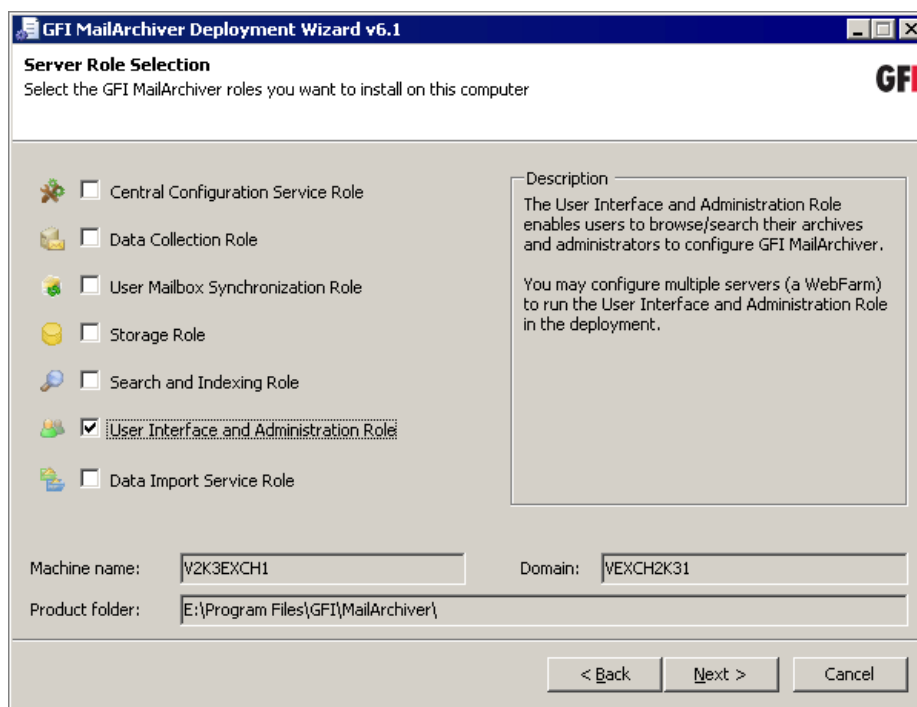 GFI MailArchiver Deployment Wizard v6.1
Server Role Selection
Select the GFI MailArchiver roles you want to install on this computer
GFI
Central Configuration Service Role
Data Collection Role
User Mailbox Synchronization Role
Storage Role
Search and Indexing Role
User Interface and Administration Role
Data Import Service Role
Description
The User Interface and Administration Role
enables users to browse/search their archives
and administrators to configure GFI MailArchiver.
You may configure multiple servers (a WebFarm)
to run the User Interface and Administration Role
in the deployment.
Machine name: V2K3EXCH1 Domain: VEXCH2K31
Product folder: E:\Program Files\GFI\MailArchiver\
< Back Next > Cancel